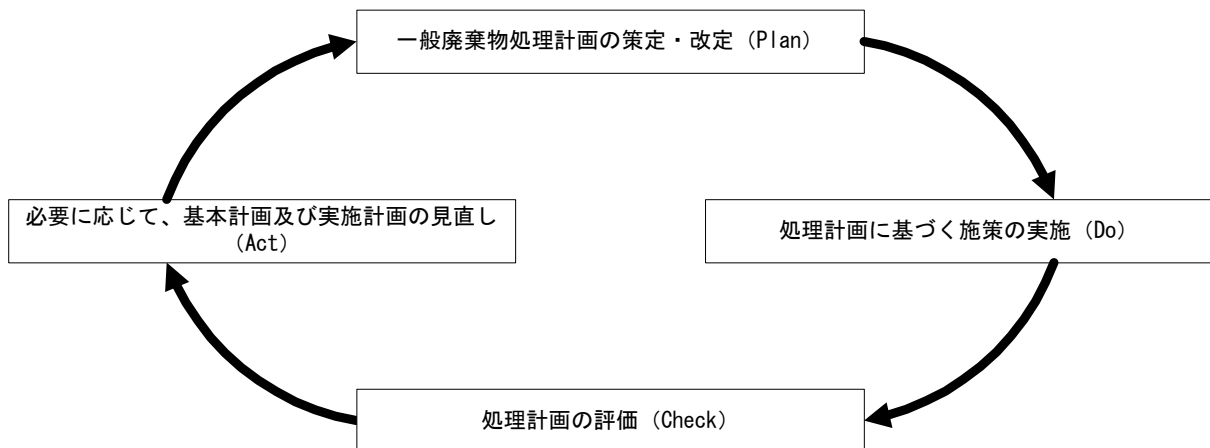 一般廃棄物処理計画の策定・改定（Plan）
必要に応じて、基本計画及び実施計画の見直し
（Act）
処理計画に基づく施策の実施（Do）
処理計画の評価（Check）